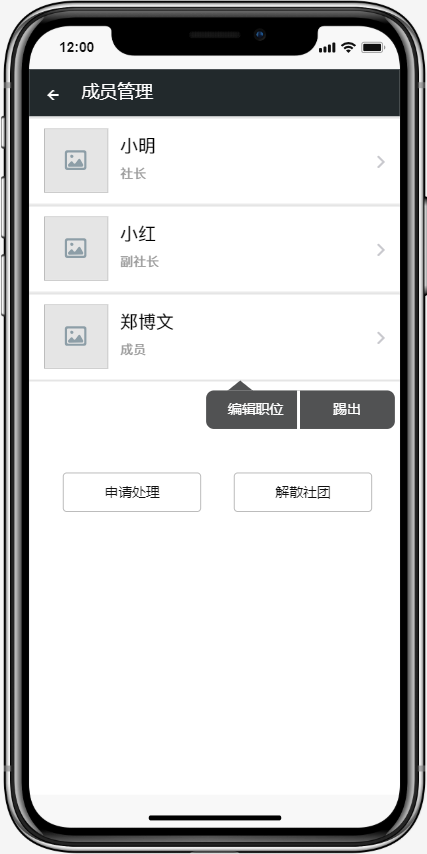 12:00
成员管理
小明
社长
小红
副社长
郑博文
成员
编辑职位 踢出
申请处理 解散社团